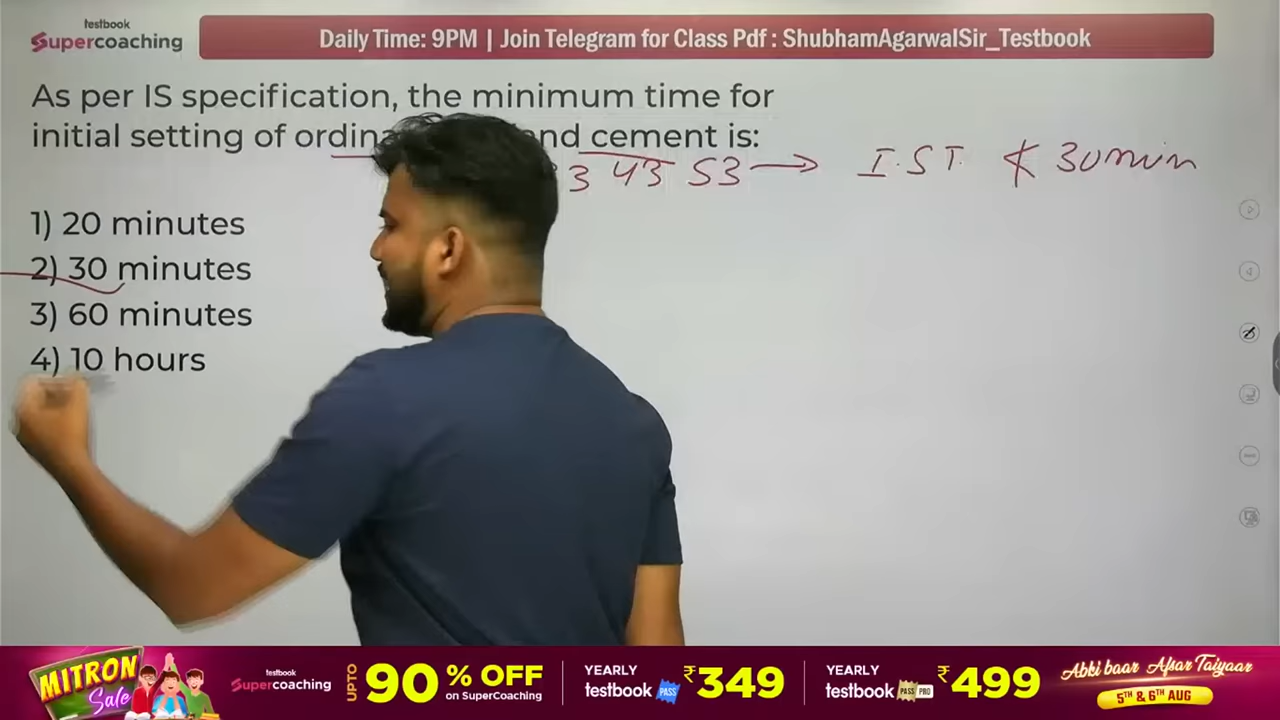 testbook
Supercoaching
Daily Time: 9PM | Join Telegram for Class Pdf : ShubhamAgarwalSir_Testbook
As per IS specification, the minimum time for
initial setting of cement is:
3 43 53 → I.S.T. ≮ 30 min
1) 20 minutes
2) 30 minutes
3) 60 minutes
4) 10 hours
MITRON
Sale
testbook
Supercoaching
UPTO 90 % OFF
on SuperCoaching
YEARLY
testbook PASS
₹349
YEARLY
testbook PASS PRO
₹499
Abki baar Afsar Taiyaar
5TH & 6TH AUG